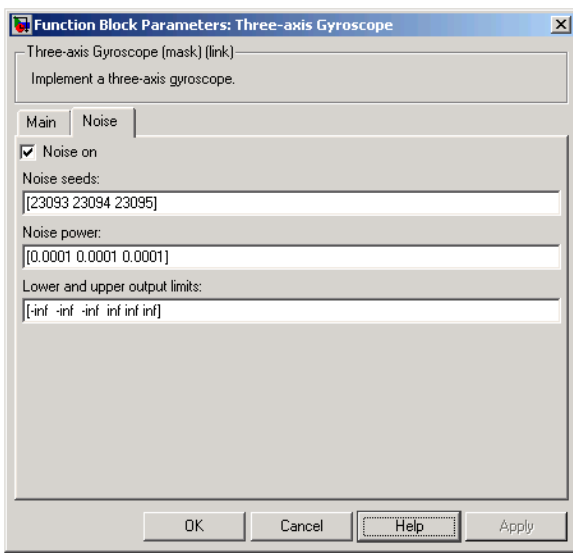 Function Block Parameters: Three-axis Gyroscope
Three-axis Gyroscope (mask) (link)
Implement a three-axis gyroscope.
Main Noise
Noise on
Noise seeds:
[23093 23094 23095]
Noise power:
[0.0001 0.0001 0.0001]
Lower and upper output limits:
[-inf -inf -inf inf inf inf]
OK Cancel Help Apply